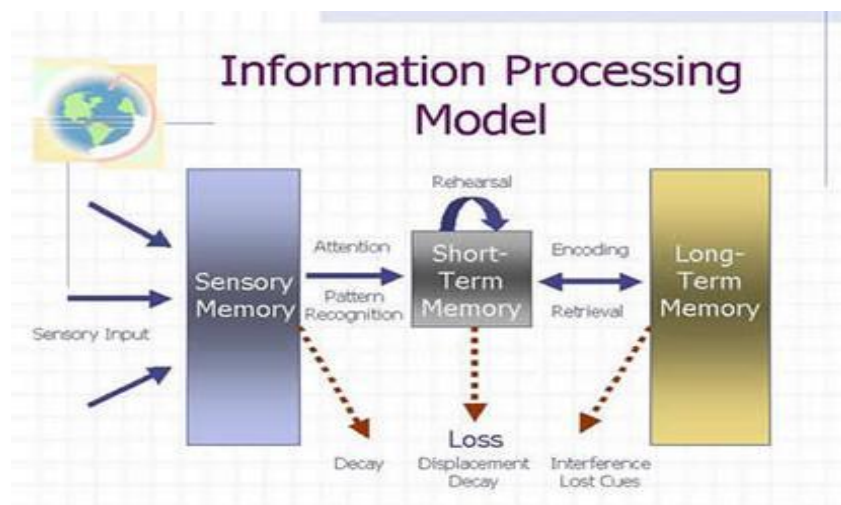 Information Processing
Model
Rehearsal
Attention
Pattern
Recognition
Sensory
Memory
Short-
Term
Memory
Encoding
Retrieval
Long-
Term
Memory
Sensory Input
Loss
Decay
Displacement
Decay
Interference
Lost Cues